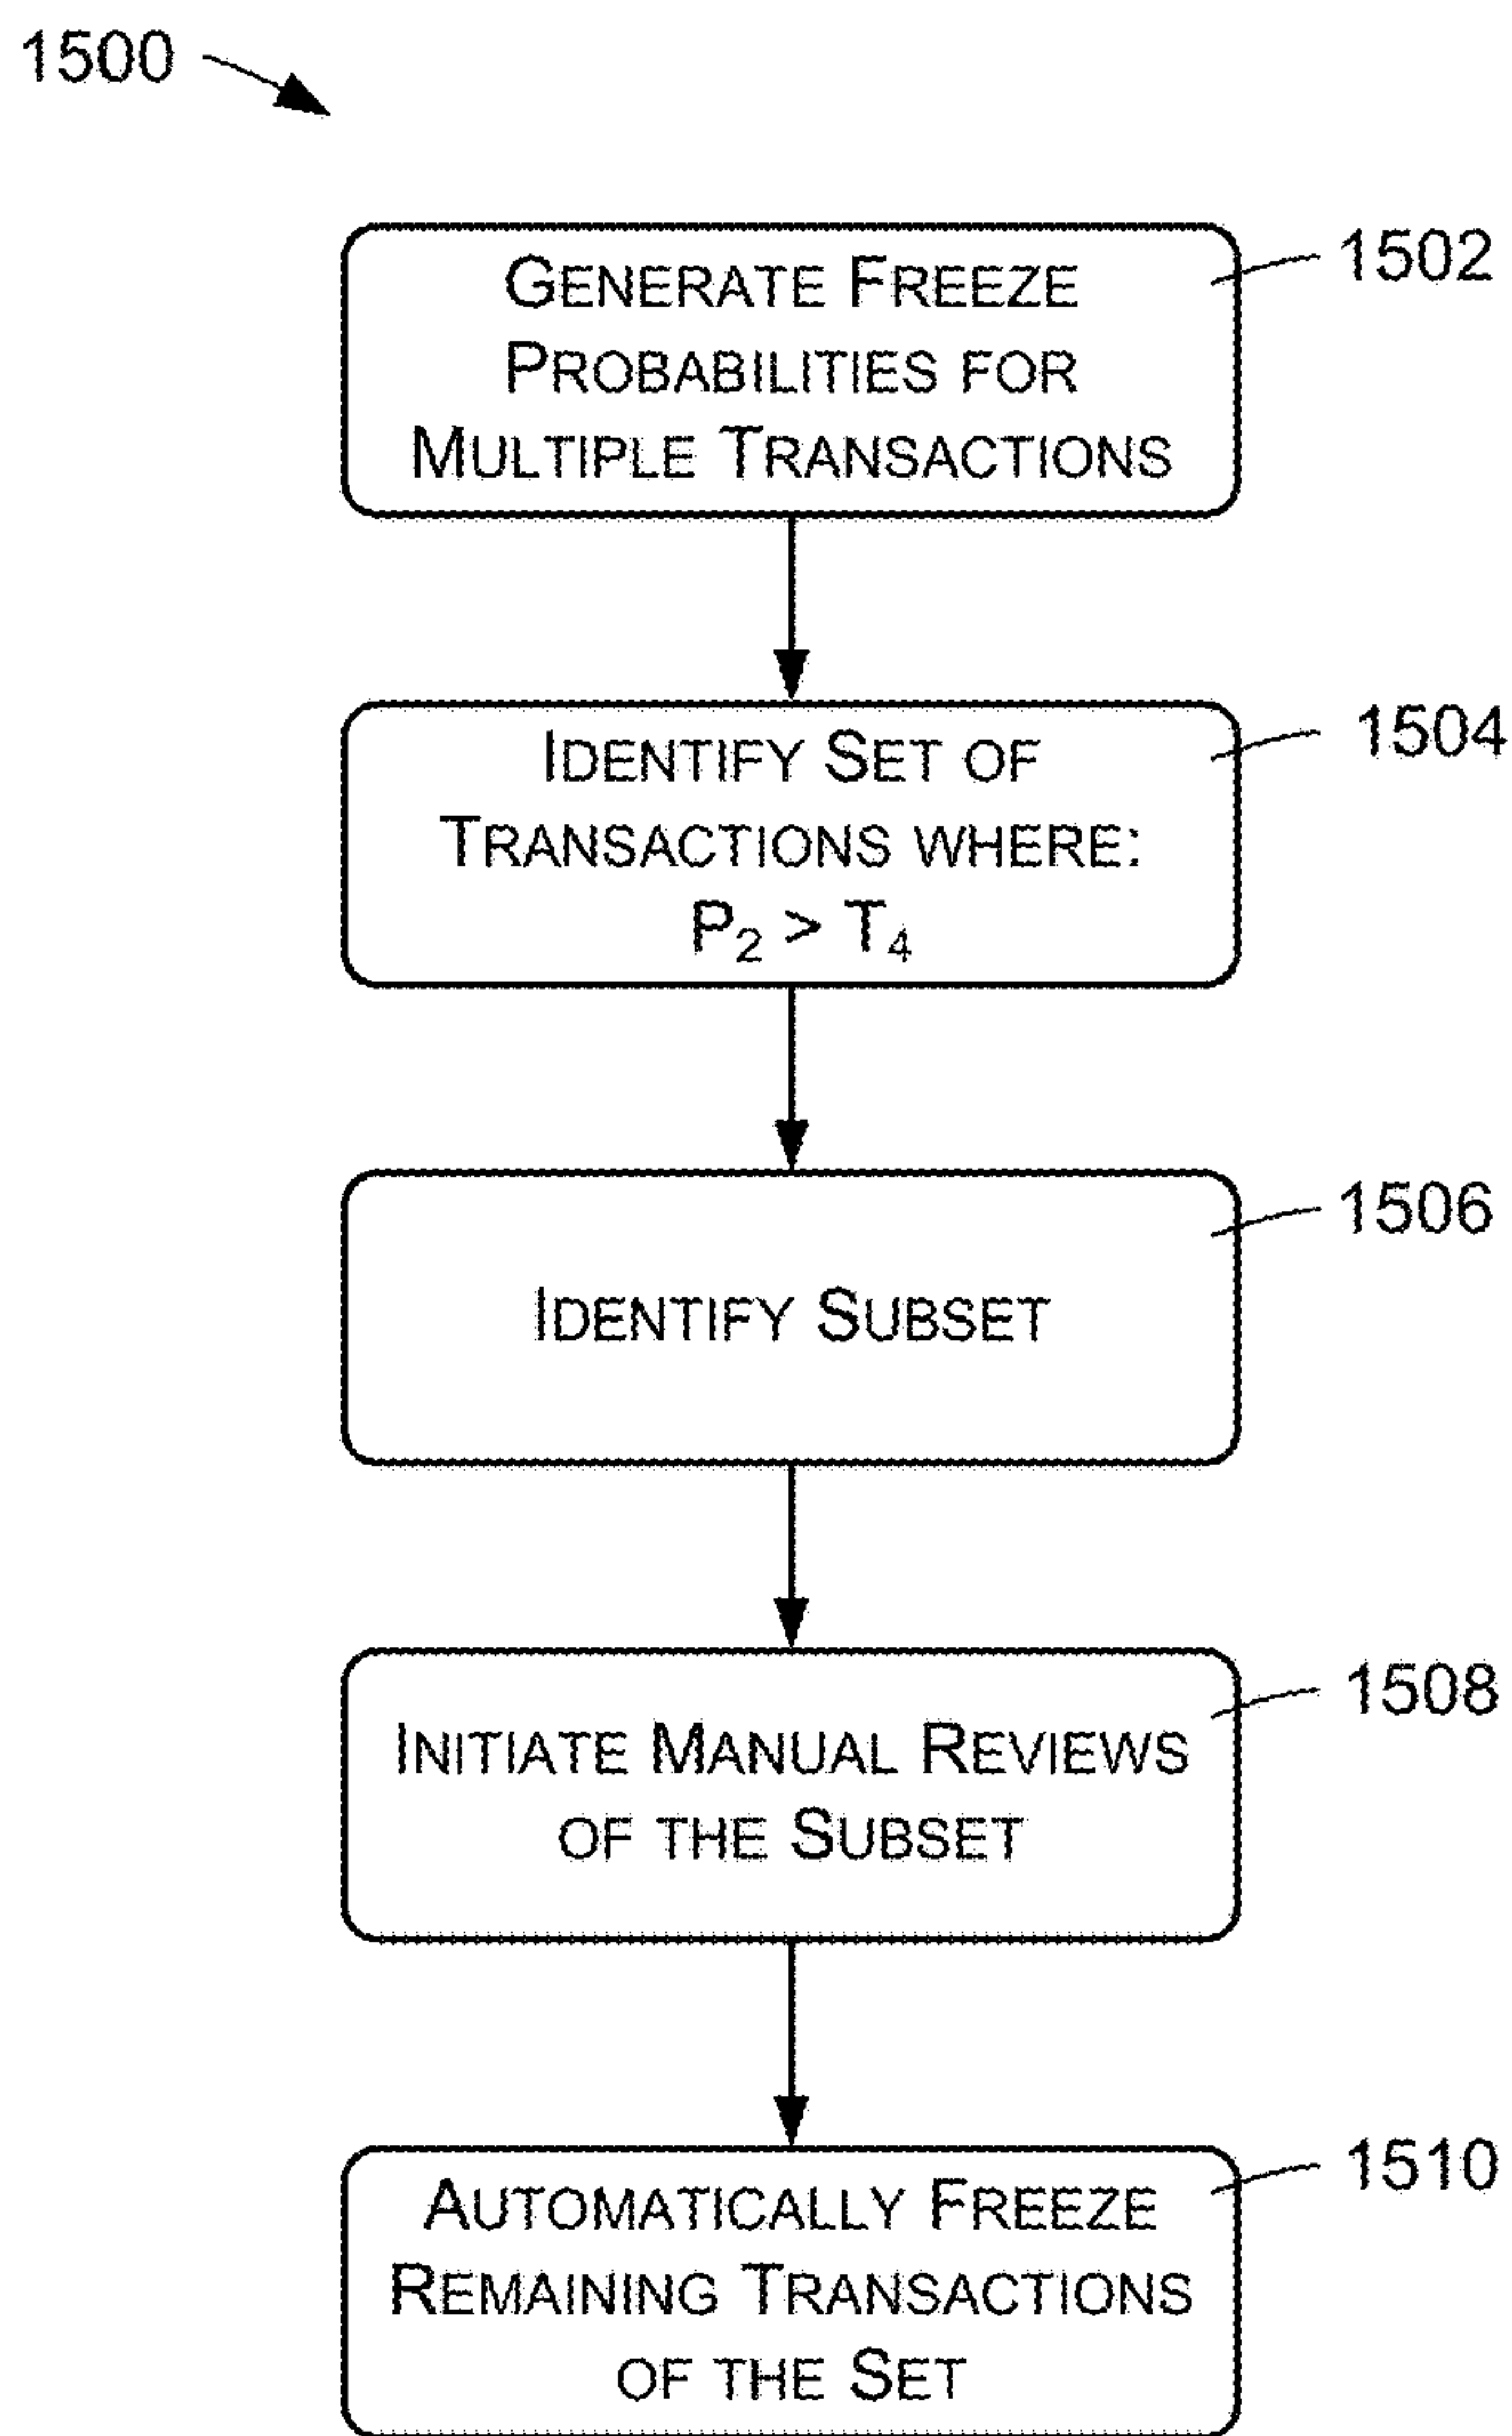 1500
GENERATE FREEZE
PROBABILITIES FOR
MULTIPLE TRANSACTIONS
1502
IDENTIFY SET OF
TRANSACTIONS WHERE:
P₂ > T₄
1504
IDENTIFY SUBSET
1506
INITIATE MANUAL REVIEWS
OF THE SUBSET
1508
AUTOMATICALLY FREEZE
REMAINING TRANSACTIONS
OF THE SET
1510